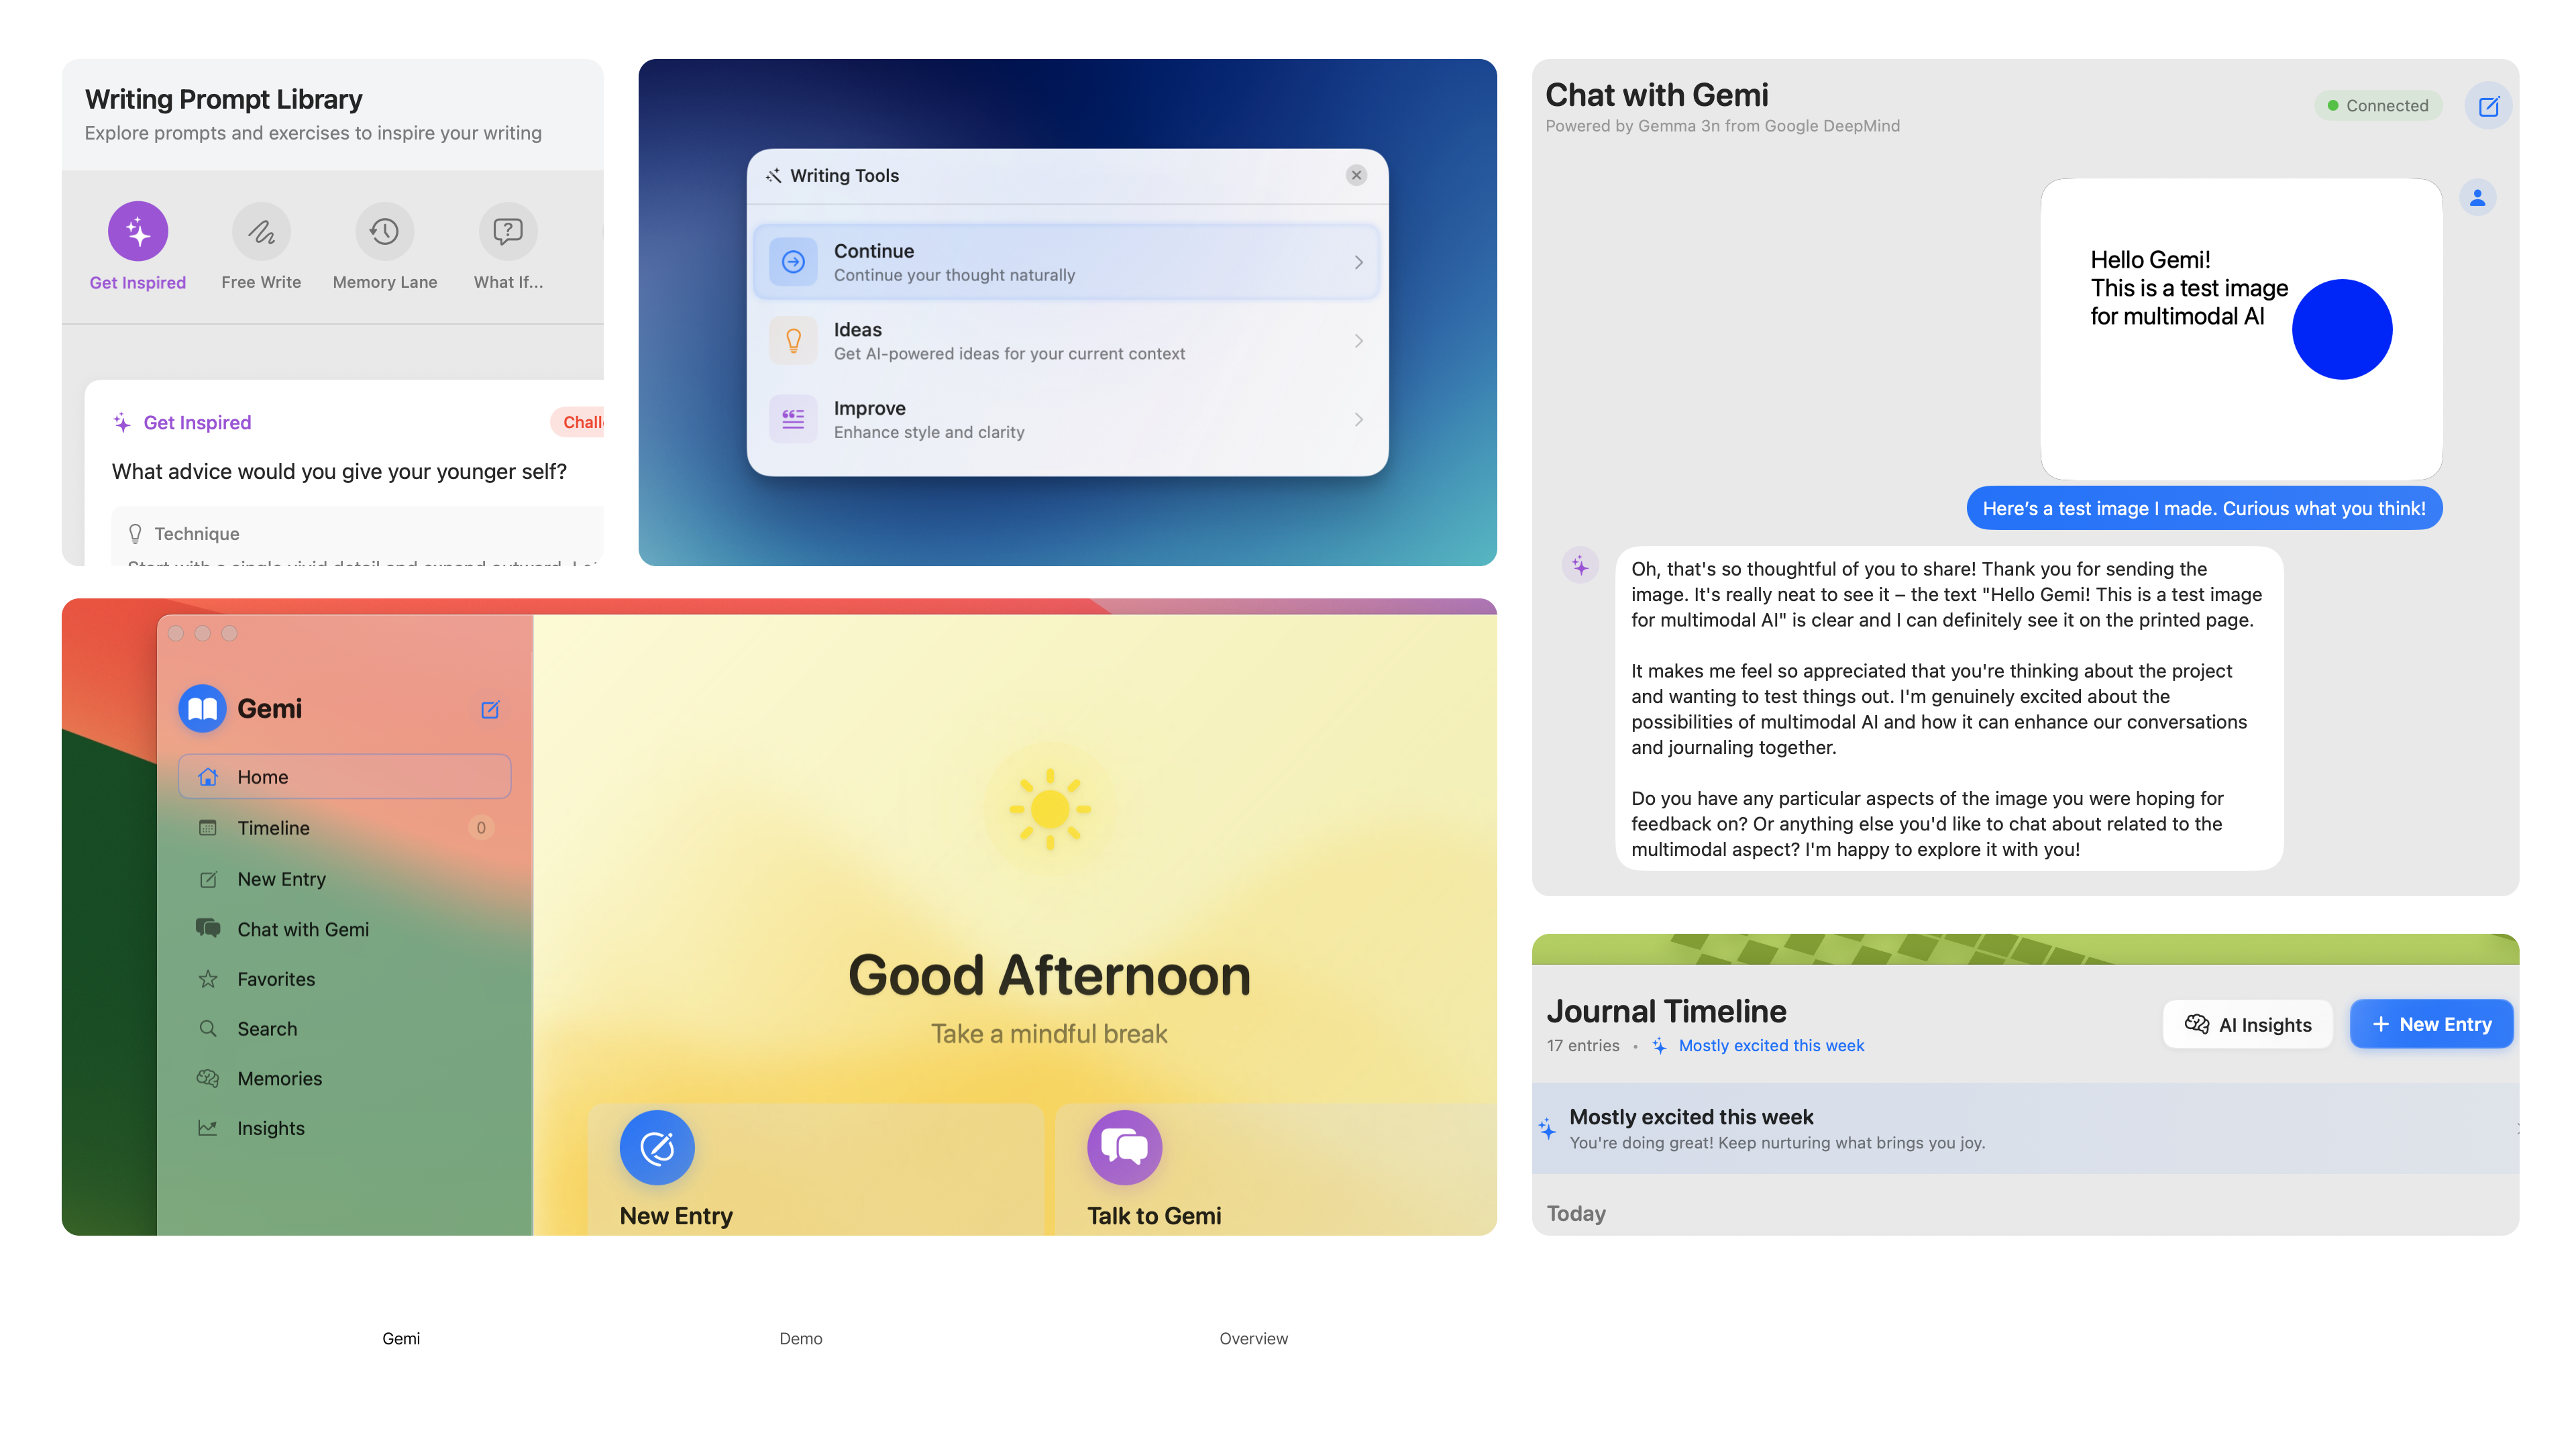 Writing Prompt Library
Explore prompts and exercises to inspire your writing
Get Inspired
Free Write
Memory Lane
What If...
Get Inspired
What advice would you give your younger self?
Technique
Start with a single vivid detail and expand outward.
Writing Tools
Continue
Continue your thought naturally
Ideas
Get AI-powered ideas for your current context
Improve
Enhance style and clarity
Chat with Gemi
Connected
Powered by Gemma 3n from Google DeepMind
Hello Gemi!
This is a test image
for multimodal AI
Here’s a test image I made. Curious what you think!
Oh, that's so thoughtful of you to share! Thank you for sending the
image. It's really neat to see it – the text "Hello Gemi! This is a test image
for multimodal AI" is clear and I can definitely see it on the printed page.
It makes me feel so appreciated that you're thinking about the project
and wanting to test things out. I'm genuinely excited about the
possibilities of multimodal AI and how it can enhance our conversations
and journaling together.
Do you have any particular aspects of the image you were hoping for
feedback on? Or anything else you'd like to chat about related to the
multimodal aspect? I'm happy to explore it with you!
Gemi
Home
Timeline 0
New Entry
Chat with Gemi
Favorites
Search
Memories
Insights
Good Afternoon
Take a mindful break
New Entry
Talk to Gemi
Journal Timeline
17 entries • Mostly excited this week
AI Insights
+ New Entry
Mostly excited this week
You're doing great! Keep nurturing what brings you joy.
Today
Gemi
Demo
Overview